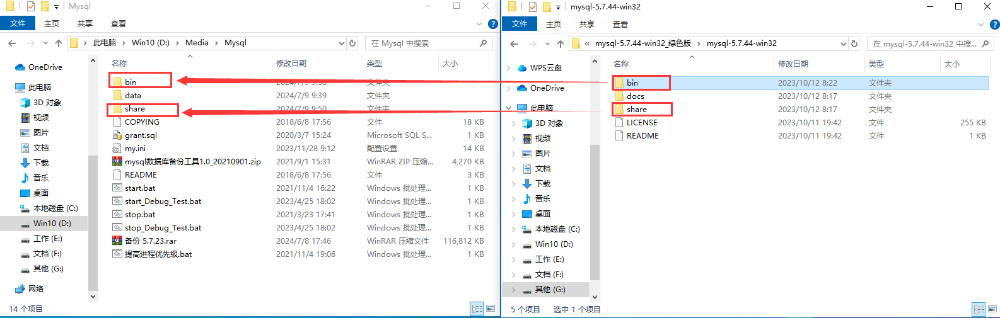 Mysql
文件 主页 共享 查看
此电脑 Win10 (D:) Media Mysql
在 Mysql 中搜索
OneDrive
此电脑
3D 对象
视频
图片
文档
下载
音乐
桌面
本地磁盘 (C:)
Win10 (D:)
工作 (E:)
文档 (F:)
其他 (G:)
网络
名称 修改日期 类型 大小
bin 2024/7/9 9:38 文件夹
data 2024/7/9 9:39 文件夹
share 2024/7/9 9:50 文件夹
COPYING 2018/6/8 17:56 文件 18 KB
grant.sql 2020/3/7 15:24 Microsoft SQL S... 1 KB
my.ini 2023/11/28 9:12 配置设置 14 KB
mysql数据库备份工具1.0_20210901.zip 2021/9/1 15:31 WinRAR ZIP 压缩... 4,270 KB
README 2018/6/8 17:56 文件 3 KB
start.bat 2021/11/4 16:22 Windows 批处理... 1 KB
start_Debug_Test.bat 2023/4/25 18:02 Windows 批处理... 1 KB
stop.bat 2021/3/23 17:41 Windows 批处理... 1 KB
stop_Debug_Test.bat 2023/4/25 18:02 Windows 批处理... 1 KB
备份 5.7.23.rar 2024/7/8 17:46 WinRAR 压缩文件 116,812 KB
提高进程优先级.bat 2021/11/4 19:06 Windows 批处理... 1 KB
14 个项目
mysql-5.7.44-win32
文件 主页 共享 查看
« mysql-5.7.44-win32_绿色版 mysql-5.7.44-win32
在 mysql-5.7.44-win32 中搜...
WPS云盘
OneDrive
此电脑
3D 对象
视频
图片
文档
下载
音乐
桌面
本地磁盘 (C:)
Win10 (D:)
工作 (E:)
文档 (F:)
其他 (G:)
名称 修改日期 类型 大小
bin 2023/10/12 8:22 文件夹
docs 2023/10/12 8:17 文件夹
share 2023/10/12 8:17 文件夹
LICENSE 2023/10/11 19:42 文件 255 KB
README 2023/10/11 19:42 文件 1 KB
5 个项目 选中 1 个项目